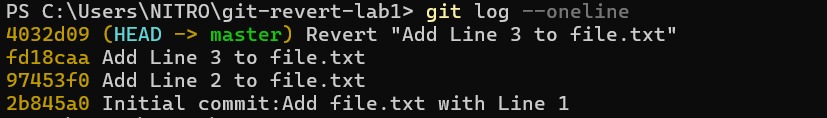 PS C:\Users\NITRO\git-revert-lab1> git log --oneline
4032d09 (HEAD -> master) Revert "Add Line 3 to file.txt"
fd18caa Add Line 3 to file.txt
97453f0 Add Line 2 to file.txt
2b845a0 Initial commit:Add file.txt with Line 1